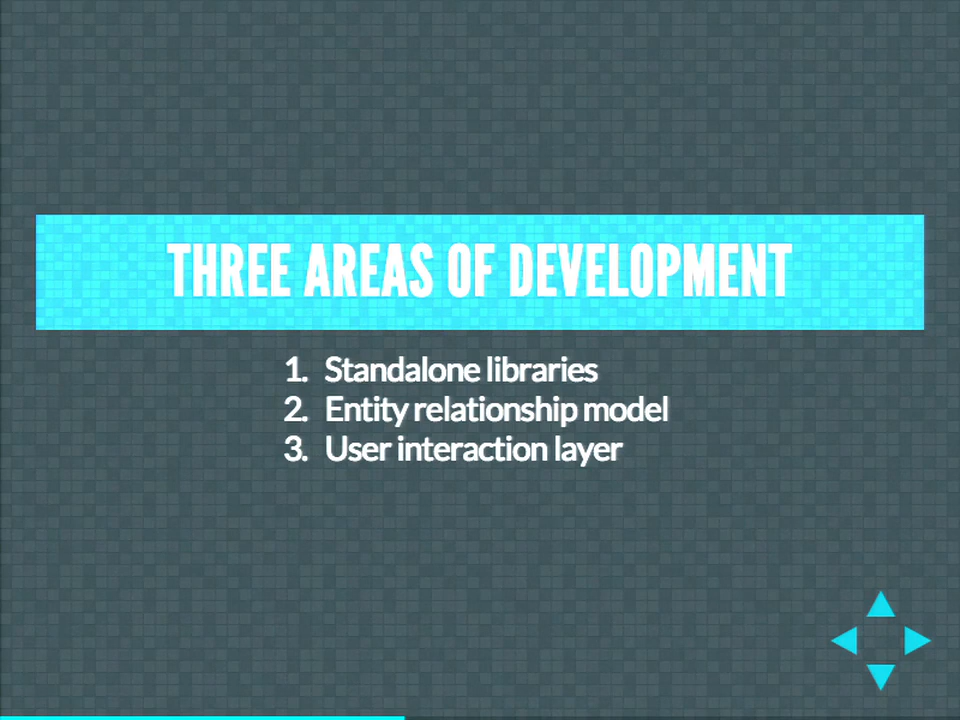 THREE AREAS OF DEVELOPMENT
1. Standalone libraries
2. Entity relationship model
3. User interaction layer